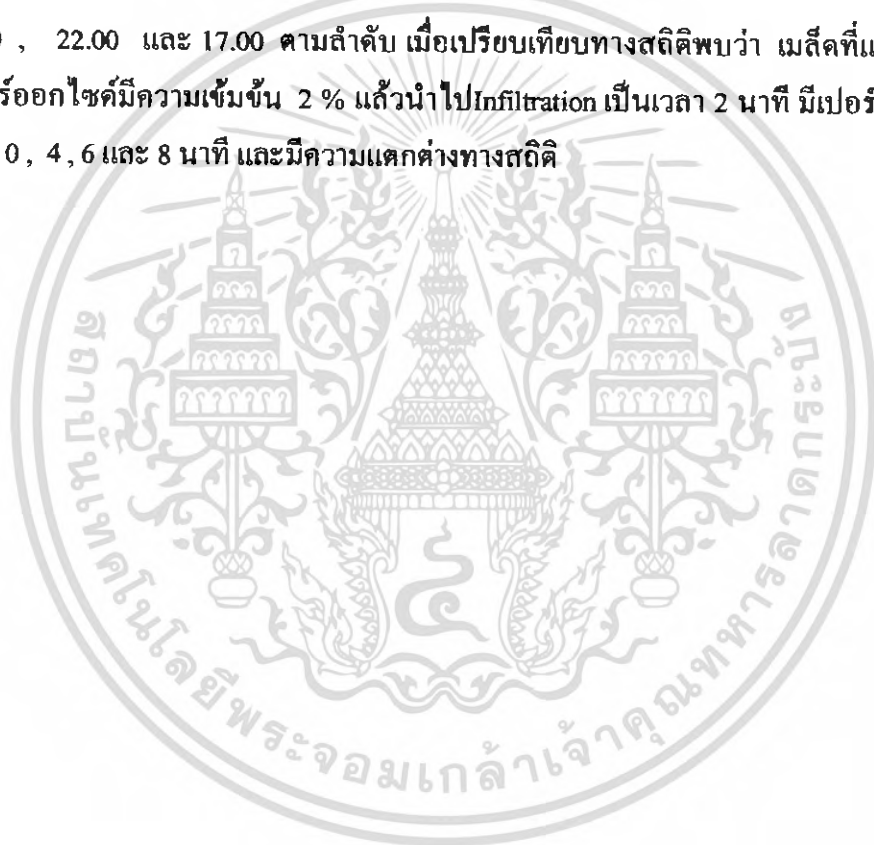 , 22.00 และ 17.00 ตามลำดับ เมื่อเปรียบเทียบทางสถิติพบว่า เมล็ดที่แ
ร์ออกไซด์มีความเข้มข้น 2 % แล้วนำไปInfiltration เป็นเวลา 2 นาที มีเปอร์
0 , 4 , 6 และ 8 นาที และมีความแตกต่างทางสถิติ
สถาบันเทคโนโลยีพระจอมเกล้าเจ้าคุณทหารลาดกระบัง